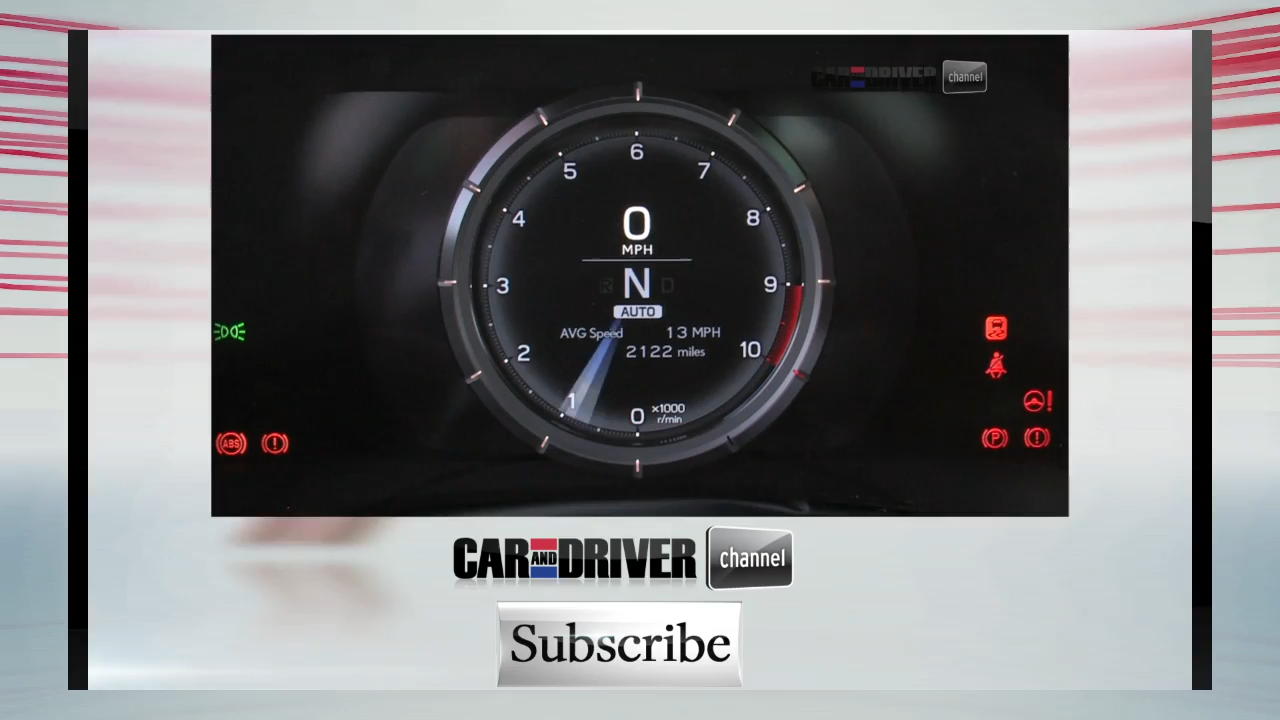 CAR AND DRIVER channel
6
5 7
4 8
0
MPH
3 9
R N D
AUTO
AVG Speed 13 MPH
2122 miles
2 10
1
0 x1000
r/min
ABS
P
CAR AND DRIVER channel
Subscribe